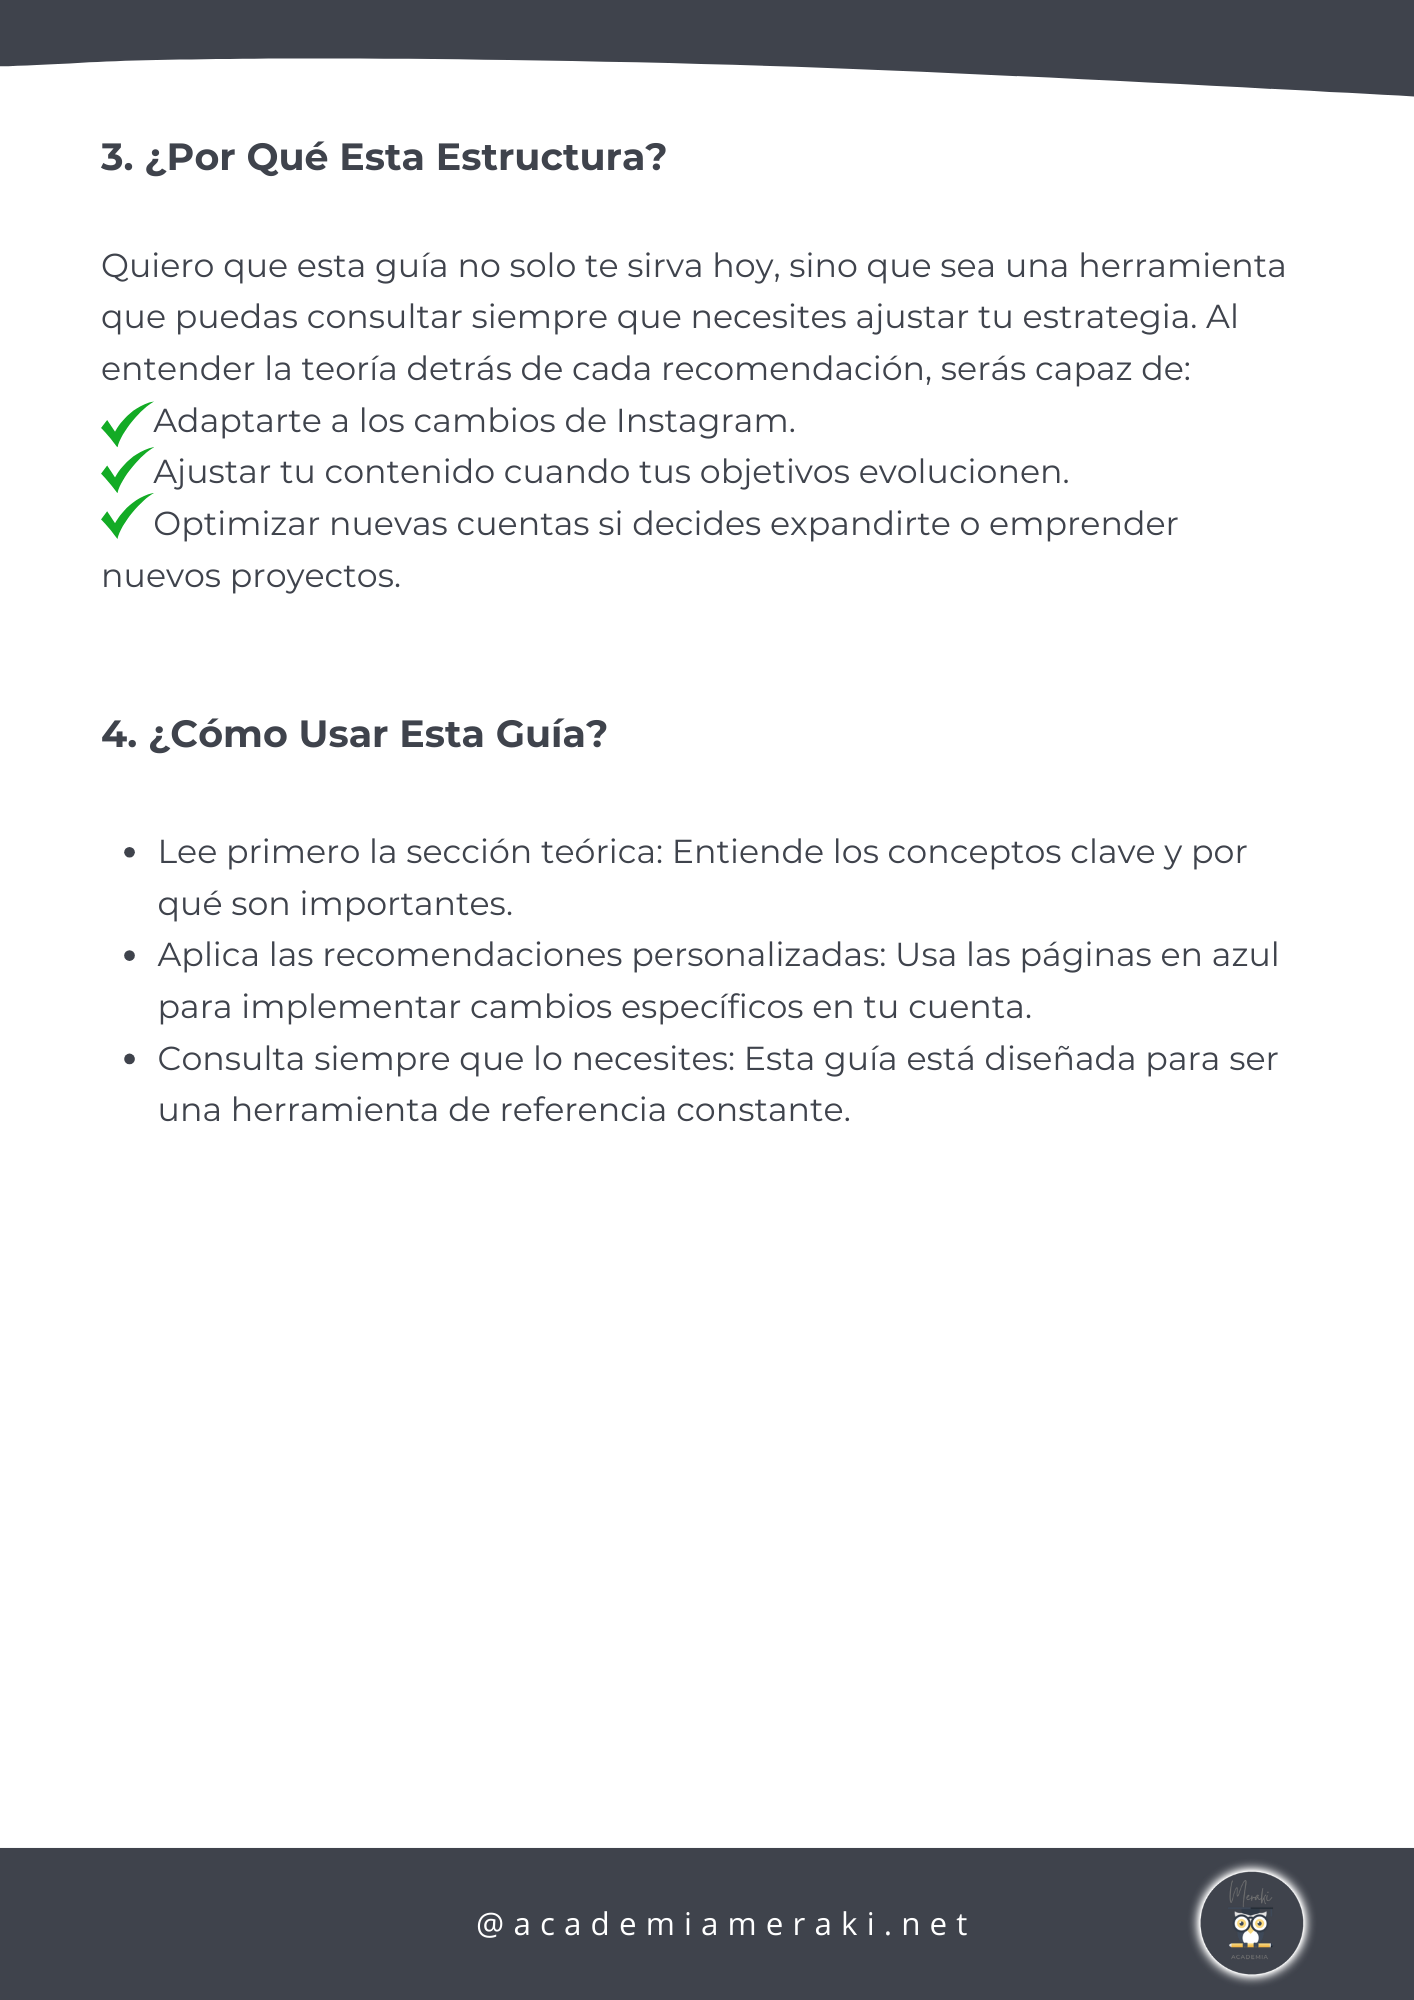 3. ¿Por Qué Esta Estructura?
Quiero que esta guía no solo te sirva hoy, sino que sea una herramienta
que puedas consultar siempre que necesites ajustar tu estrategia. Al
entender la teoría detrás de cada recomendación, serás capaz de:
Adaptarte a los cambios de Instagram.
Ajustar tu contenido cuando tus objetivos evolucionen.
Optimizar nuevas cuentas si decides expandirte o emprender
nuevos proyectos.
4. ¿Cómo Usar Esta Guía?
• Lee primero la sección teórica: Entiende los conceptos clave y por
qué son importantes.
• Aplica las recomendaciones personalizadas: Usa las páginas en azul
para implementar cambios específicos en tu cuenta.
• Consulta siempre que lo necesites: Esta guía está diseñada para ser
una herramienta de referencia constante.
@academiameraki.net
Meraki
ACADEMIA